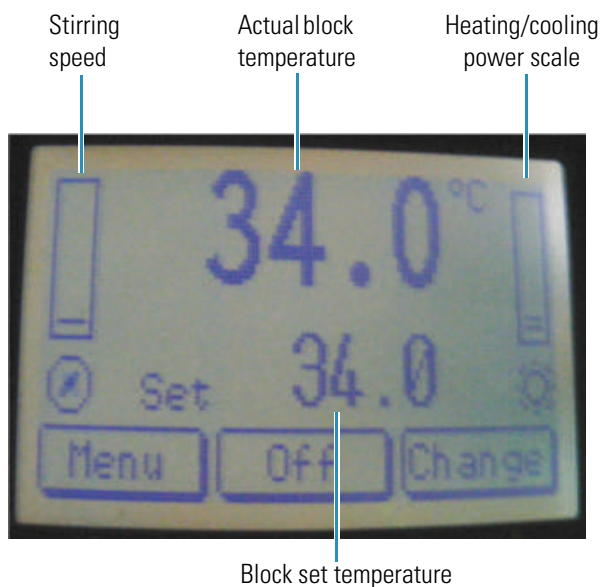 Stirring speed
Actual block temperature
Heating/cooling power scale
34.0 °C
Set 34.0
Menu Off Change
Block set temperature